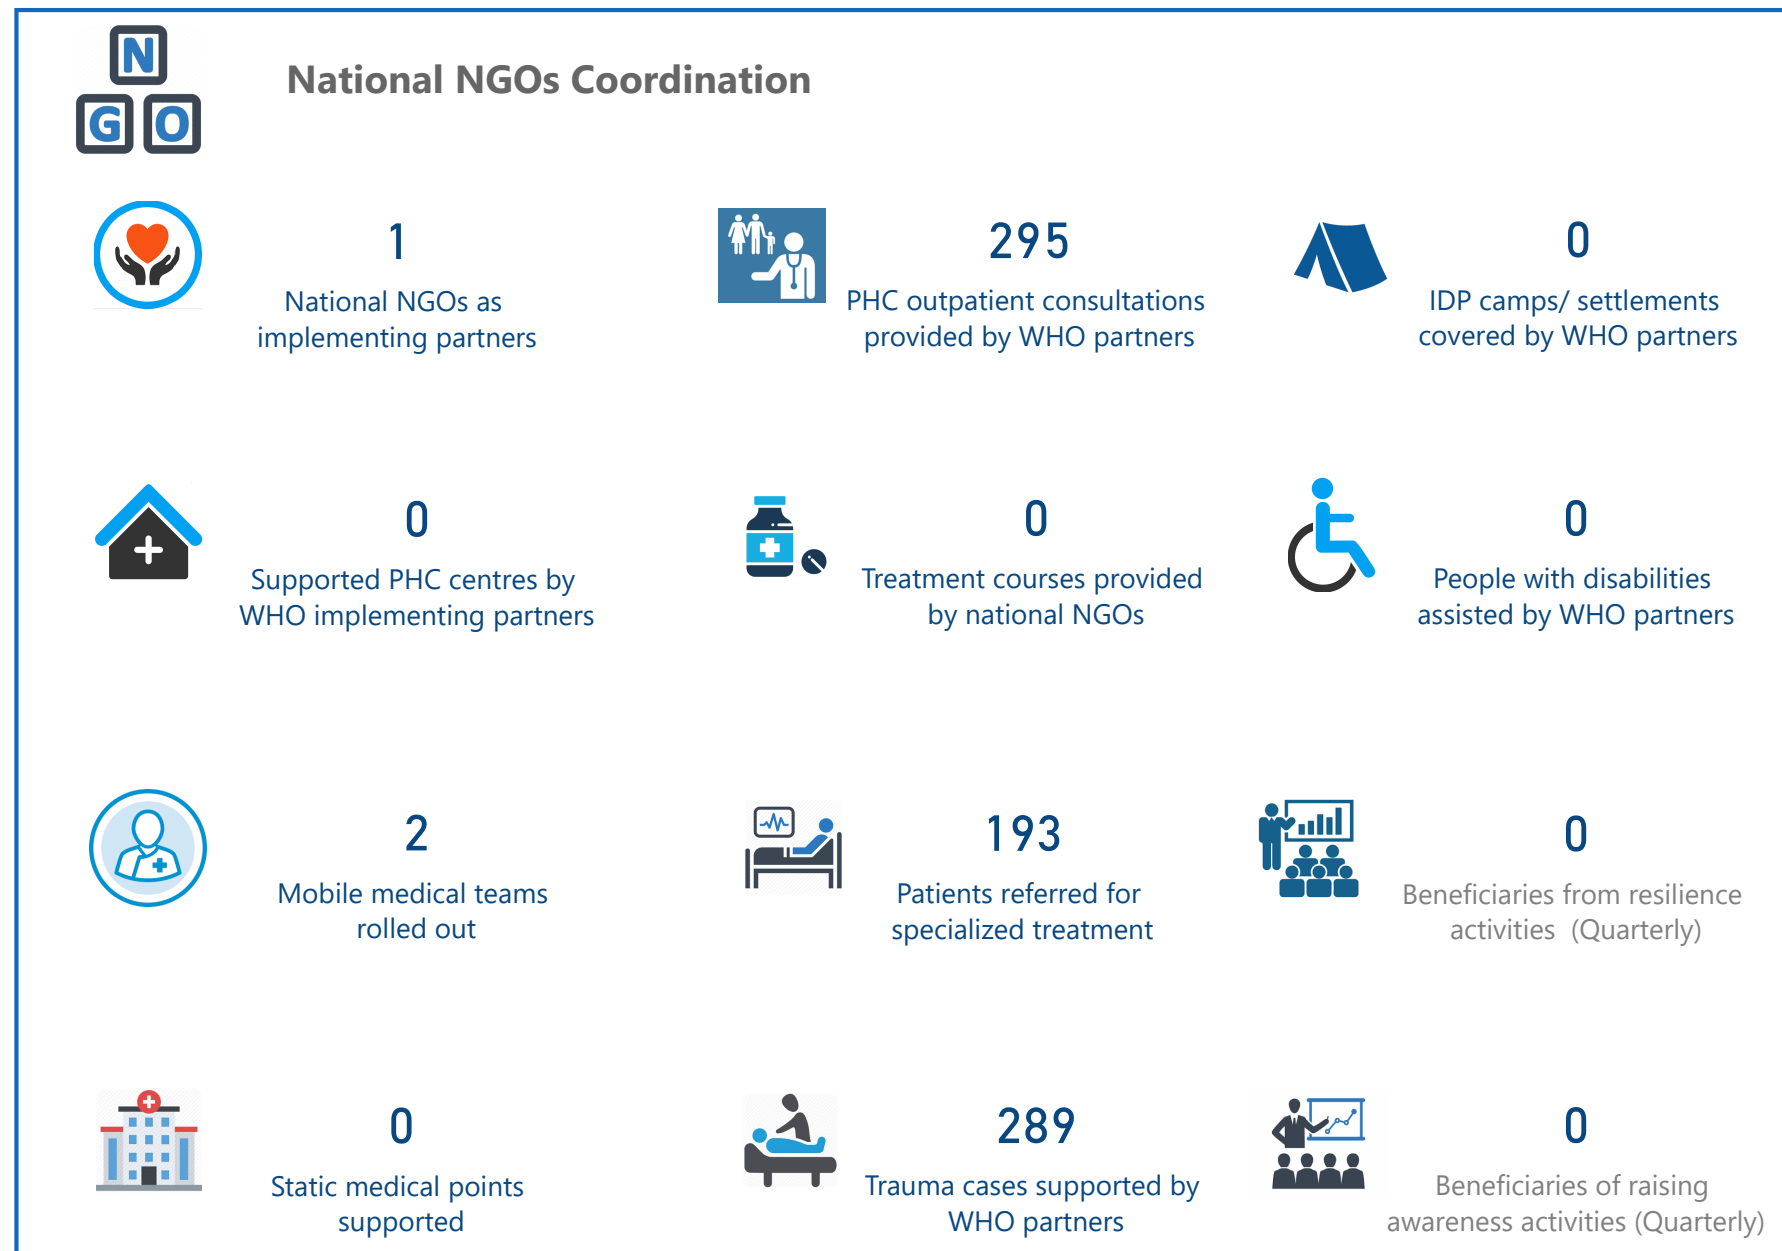 N
G O
National NGOs Coordination
1
National NGOs as
implementing partners
295
PHC outpatient consultations
provided by WHO partners
0
IDP camps/ settlements
covered by WHO partners
0
Supported PHC centres by
WHO implementing partners
0
Treatment courses provided
by national NGOs
0
People with disabilities
assisted by WHO partners
2
Mobile medical teams
rolled out
193
Patients referred for
specialized treatment
0
Beneficiaries from resilience
activities  (Quarterly)
0
Static medical points
supported
289
Trauma cases supported by
WHO partners
0
Beneficiaries of raising
awareness activities (Quarterly)